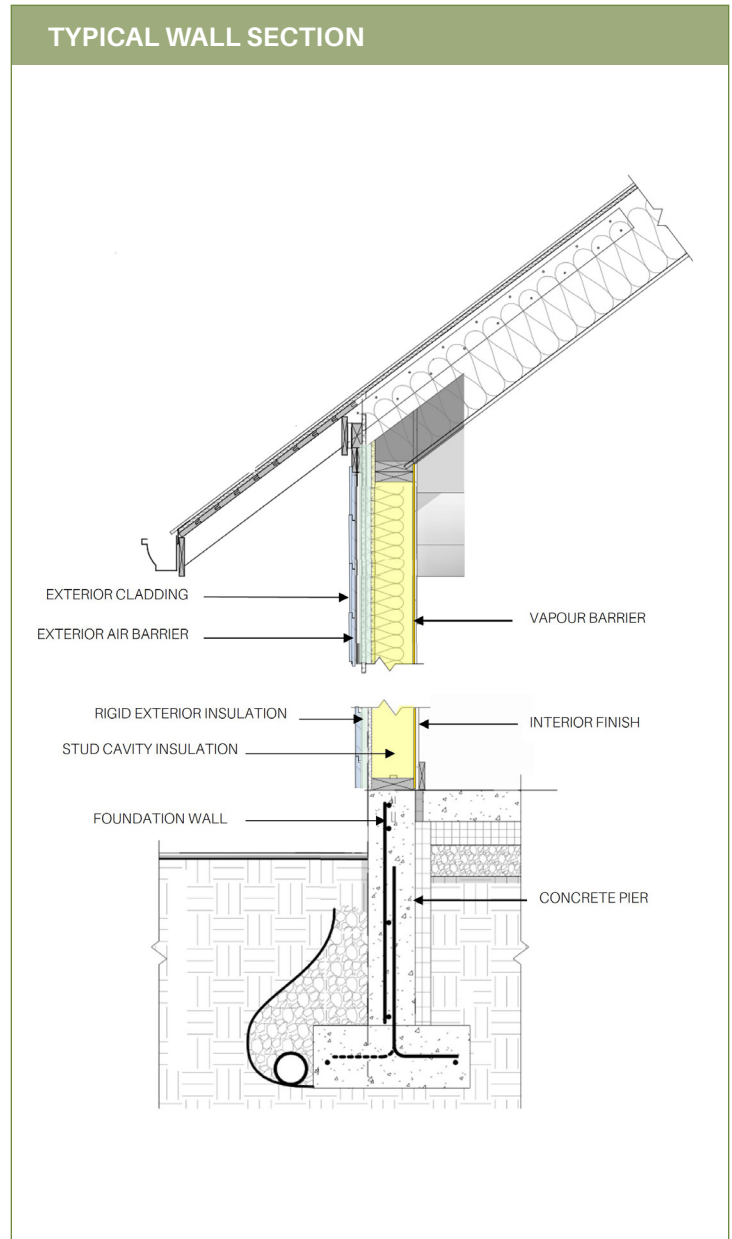 TYPICAL WALL SECTION
EXTERIOR CLADDING
EXTERIOR AIR BARRIER
VAPOUR BARRIER
RIGID EXTERIOR INSULATION
INTERIOR FINISH
STUD CAVITY INSULATION
FOUNDATION WALL
CONCRETE PIER